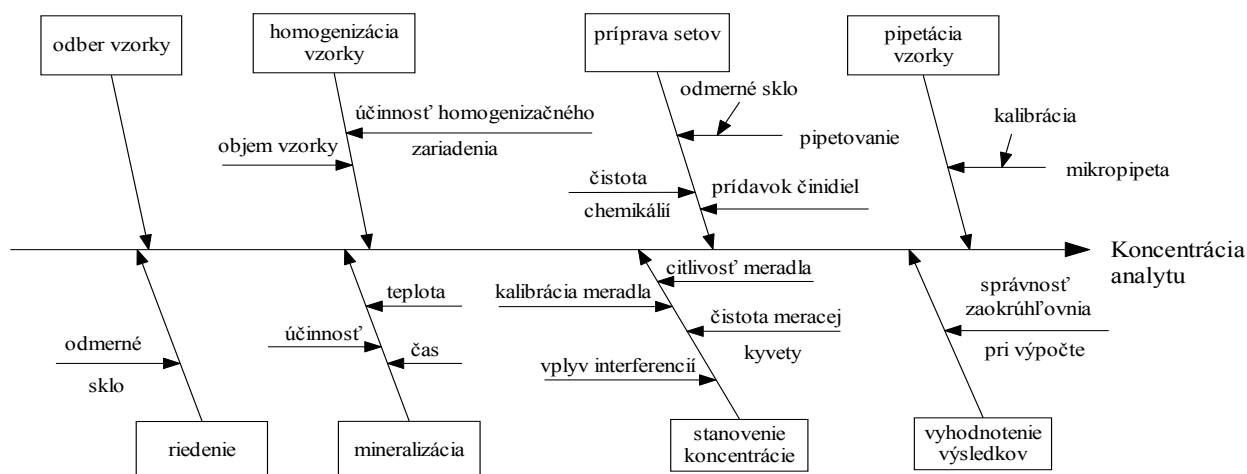 odber vzorky
homogenizácia
vzorky
príprava setov
pipetácia
vzorky
účinnosť homogenizačného
zariadenia
objem vzorky
odmerné sklo
pipetovanie
čistota
chemikálií
prídavok činidiel
kalibrácia
mikropipeta
Koncentrácia
analytu
odmerné
sklo
teplota
účinnosť
čas
citlivosť meradla
kalibrácia meradla
čistota meracej
kyvety
vplyv interferencií
správnosť
zaokrúhľovnia
pri výpočte
riedenie
mineralizácia
stanovenie
koncentrácie
vyhodnotenie
výsledkov